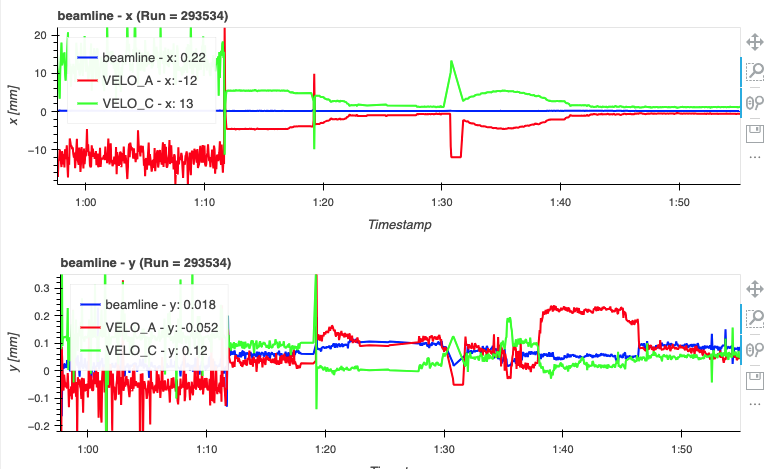 beamline - x (Run = 293534)
20
10
0
−10
x [mm]
beamline - x: 0.22
VELO_A - x: -12
VELO_C - x: 13
1:00
1:10
1:20
1:30
1:40
1:50
Timestamp
beamline - y (Run = 293534)
0.3
0.2
0.1
0
−0.1
−0.2
y [mm]
beamline - y: 0.018
VELO_A - y: -0.052
VELO_C - y: 0.12
1:00
1:10
1:20
1:30
1:40
1:50